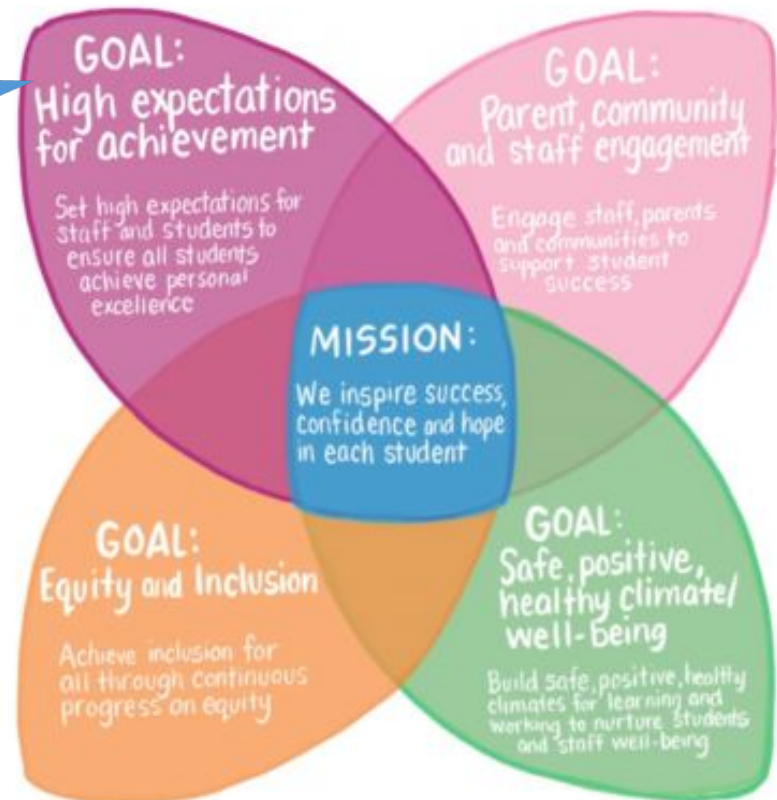 GOAL:
High expectations
for achievement
Set high expectations for
staff and students to
ensure all students
achieve personal
excellence
GOAL:
Parent, community
and staff engagement
Engage staff, parents
and communities to
support student
success
MISSION:
We inspire success,
confidence and hope
in each student
GOAL:
Equity and Inclusion
Achieve inclusion for
all through continuous
progress on equity
GOAL:
Safe, positive,
healthy climate/
well-being
Build safe, positive, healthy
climates for learning and
working to nurture students
and staff well-being